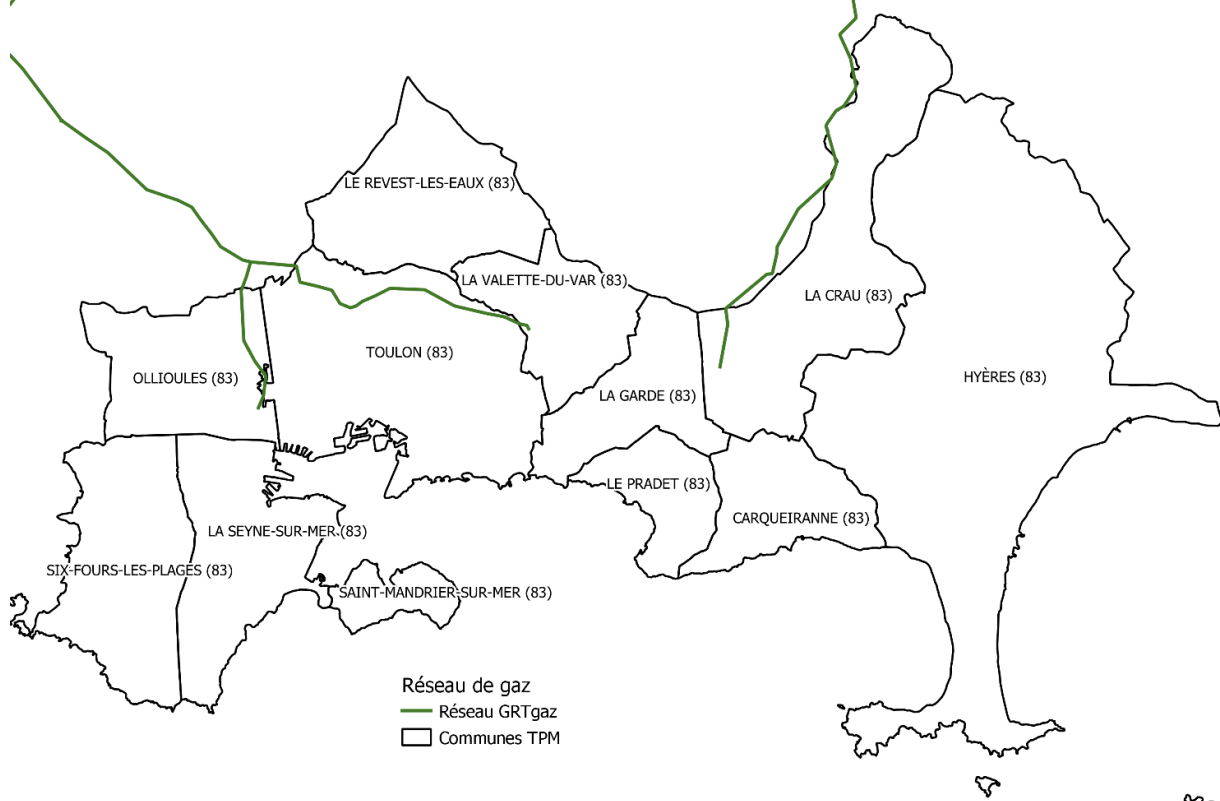 LE REVEST-LES-EAUX (83)
LA VALETTE-DU-VAR (83)
LA CRAU (83)
TOULON (83)
OLLIOULES (83)
HYÈRES (83)
LA GARDE (83)
LE PRADET (83)
CARQUEIRANNE (83)
LA SEYNE-SUR-MER (83)
SIX-FOURS-LES-PLAGES (83)
SAINT-MANDRIER-SUR-MER (83)
Réseau de gaz
Réseau GRTgaz
Communes TPM